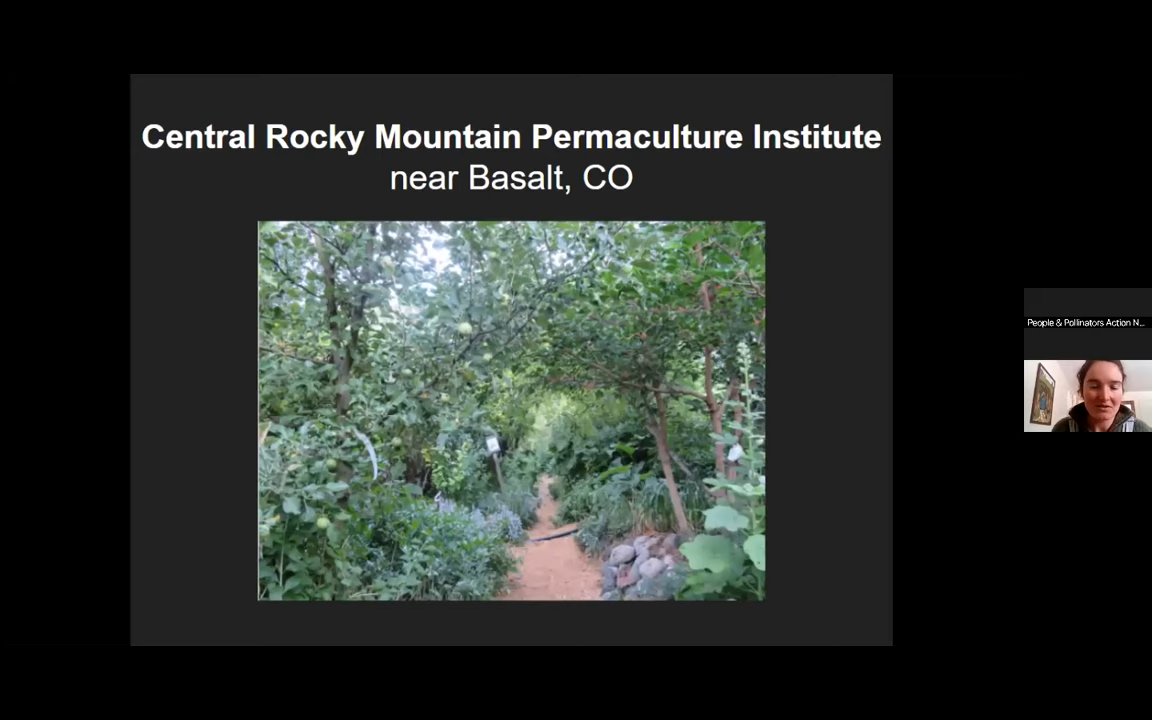 Central Rocky Mountain Permaculture Institute
near Basalt, CO
People & Pollinators Action N...